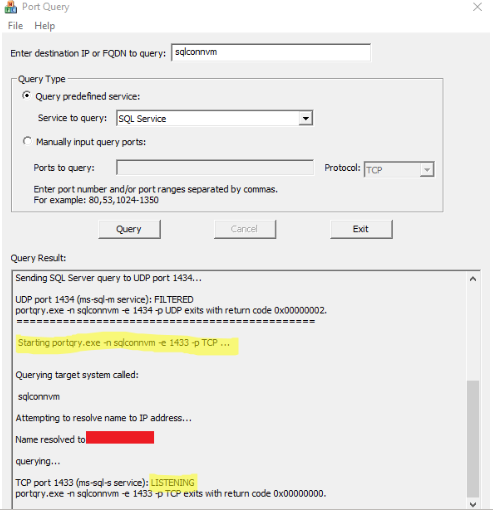 Port Query
File Help
Enter destination IP or FQDN to query: sqlconnvm
Query Type
Query predefined service:
Service to query: SQL Service
Manually input query ports:
Ports to query: Protocol: TCP
Enter port number and/or port ranges separated by commas.
For example: 80,53,1024-1350
Query Cancel Exit
Query Result:
Sending SQL Server query to UDP port 1434...
UDP port 1434 (ms-sql-m service): FILTERED
portqry.exe -n sqlconnvm -e 1434 -p UDP exits with return code 0x00000002.
=============================================
Starting portqry.exe -n sqlconnvm -e 1433 -p TCP ...
Querying target system called:
sqlconnvm
Attempting to resolve name to IP address...
Name resolved to
querying...
TCP port 1433 (ms-sql-s service): LISTENING
portqry.exe -n sqlconnvm -e 1433 -p TCP exits with return code 0x00000000.